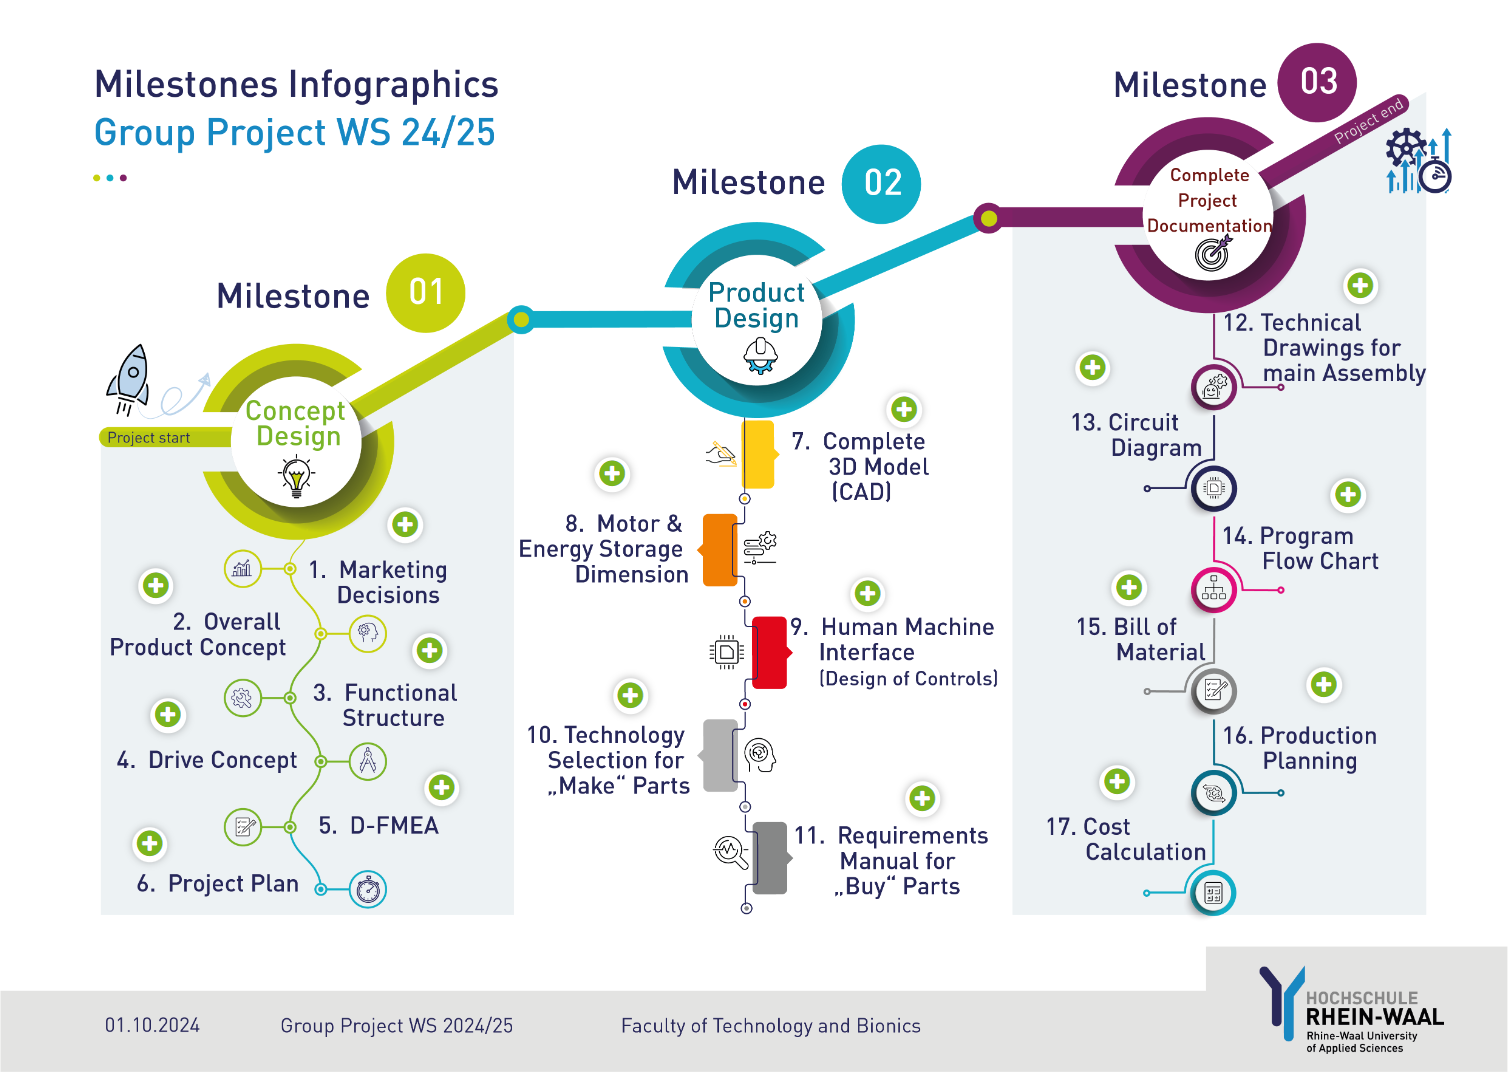 Milestones Infographics
Group Project WS 24/25
Milestone 01
Project start
Concept
Design
1. Marketing
Decisions
2. Overall
Product Concept
3. Functional
Structure
4. Drive Concept
5. D-FMEA
6. Project Plan
Milestone 02
Product
Design
7. Complete
3D Model
(CAD)
8. Motor &
Energy Storage
Dimension
9. Human Machine
Interface
(Design of Controls)
10. Technology
Selection for
„Make“ Parts
11. Requirements
Manual for
„Buy“ Parts
Milestone 03
Project end
Complete
Project
Documentation
12. Technical
Drawings for
main Assembly
13. Circuit
Diagram
14. Program
Flow Chart
15. Bill of
Material
16. Production
Planning
17. Cost
Calculation
01.10.2024
Group Project WS 2024/25
Faculty of Technology and Bionics
HOCHSCHULE
RHEIN-WAAL
Rhine-Waal University
of Applied Sciences